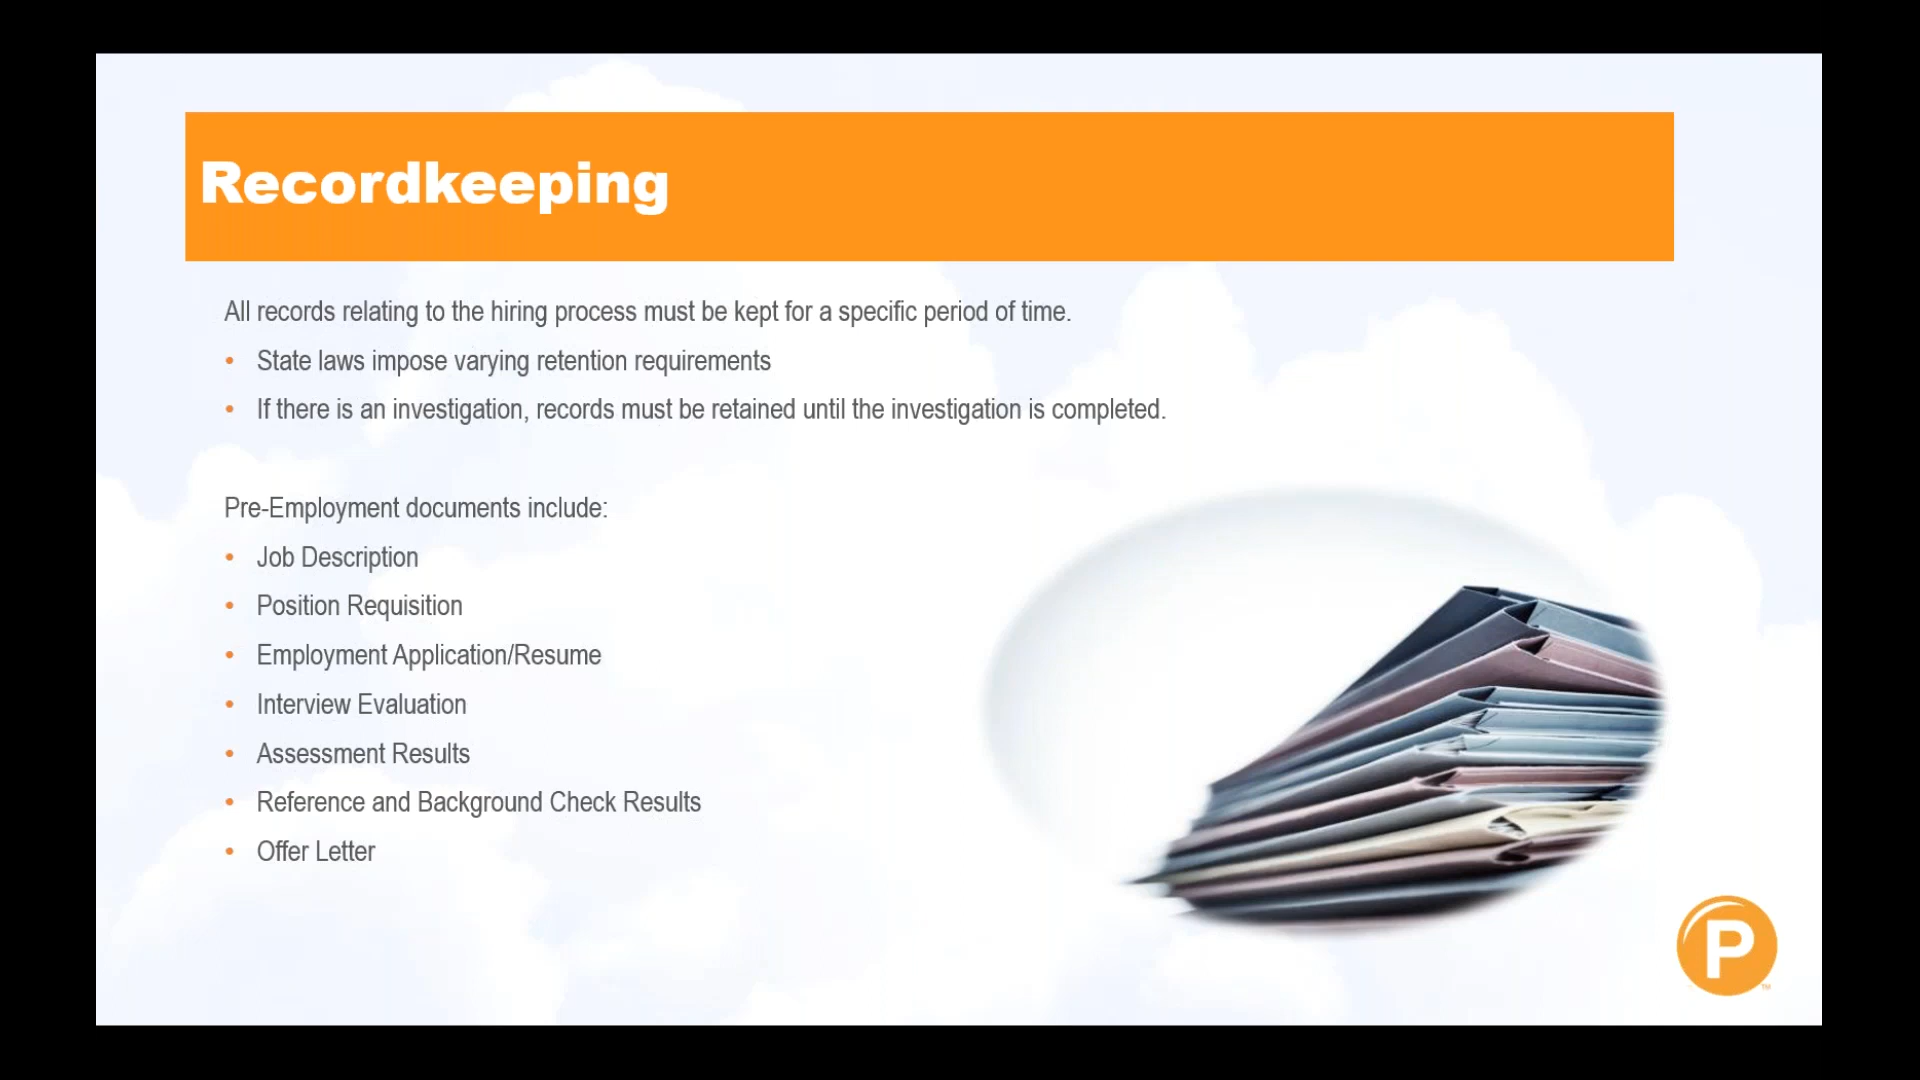 Recordkeeping
All records relating to the hiring process must be kept for a specific period of time.
• State laws impose varying retention requirements
• If there is an investigation, records must be retained until the investigation is completed.
Pre-Employment documents include:
• Job Description
• Position Requisition
• Employment Application/Resume
• Interview Evaluation
• Assessment Results
• Reference and Background Check Results
• Offer Letter
P
TM